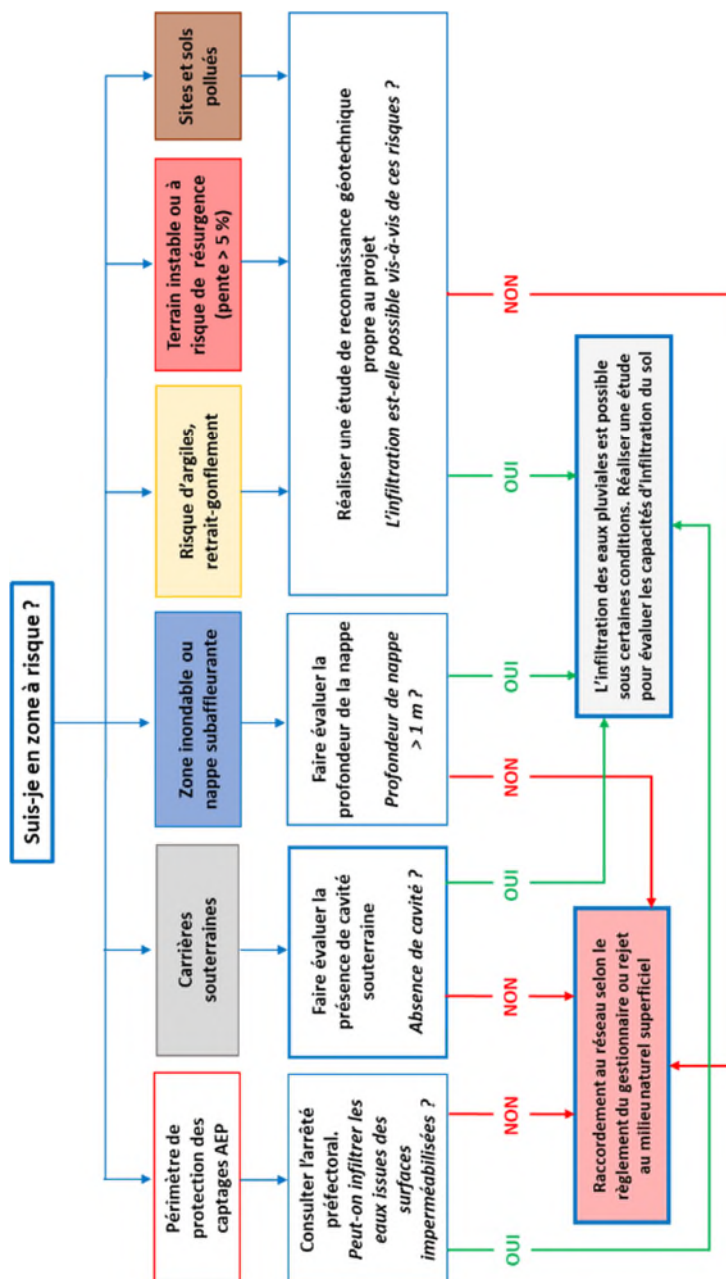 Suis-je en zone à risque ?
Périmètre de
protection des
captages AEP
Carrières
souterraines
Zone inondable ou
nappe subaffleurante
Risque d'argiles,
retrait-gonflement
Terrain instable ou à
risque de résurgence
(pente > 5 %)
Sites et sols
pollués
Consulter l'arrêté
préfectoral.
Peut-on infiltrer les
eaux issues des
surfaces
imperméabilisées ?
Faire évaluer la
présence de cavité
souterraine
Absence de cavité ?
Faire évaluer la
profondeur de la nappe
Profondeur de nappe
> 1 m ?
Réaliser une étude de reconnaissance géotechnique
propre au projet
L'infiltration est-elle possible vis-à-vis de ces risques ?
OUI
NON
NON
OUI
NON
OUI
OUI
NON
Raccordement au réseau selon le
règlement du gestionnaire ou rejet
au milieu naturel superficiel
L'infiltration des eaux pluviales est possible
sous certaines conditions. Réaliser une étude
pour évaluer les capacités d'infiltration du sol